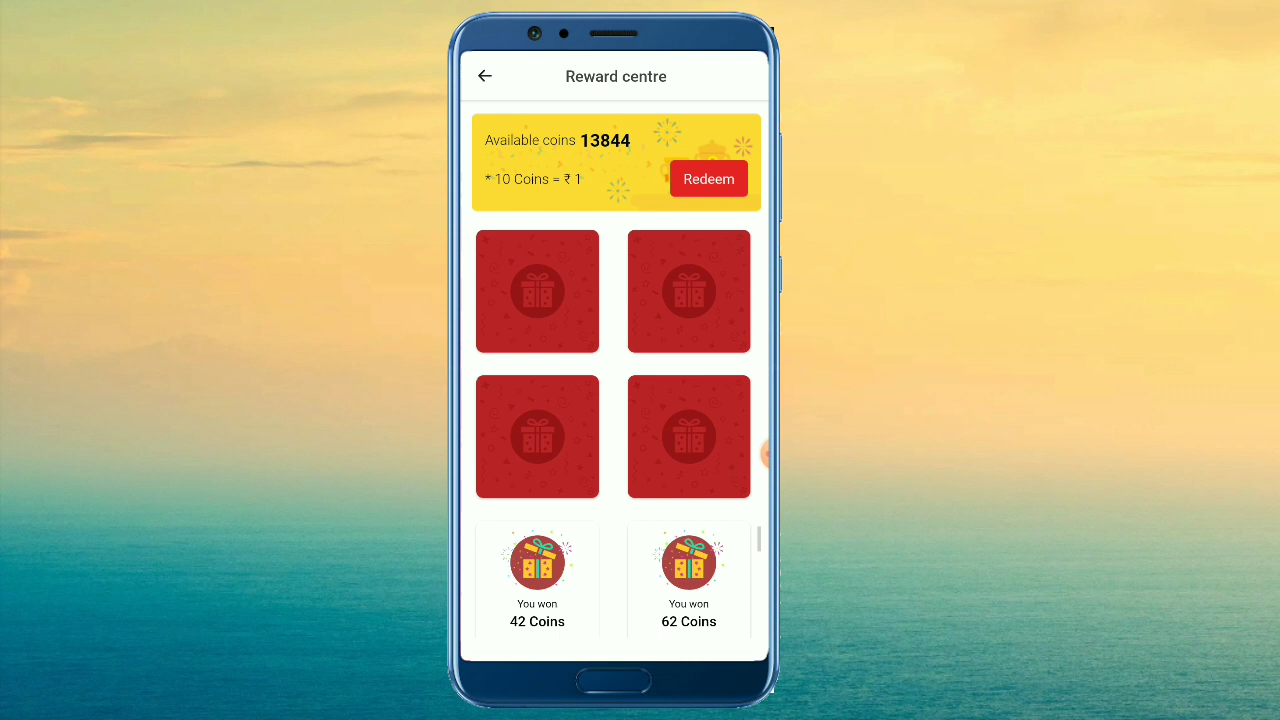 Reward centre
Available coins 13844
* 10 Coins = ₹ 1
Redeem
You won
42 Coins
You won
62 Coins